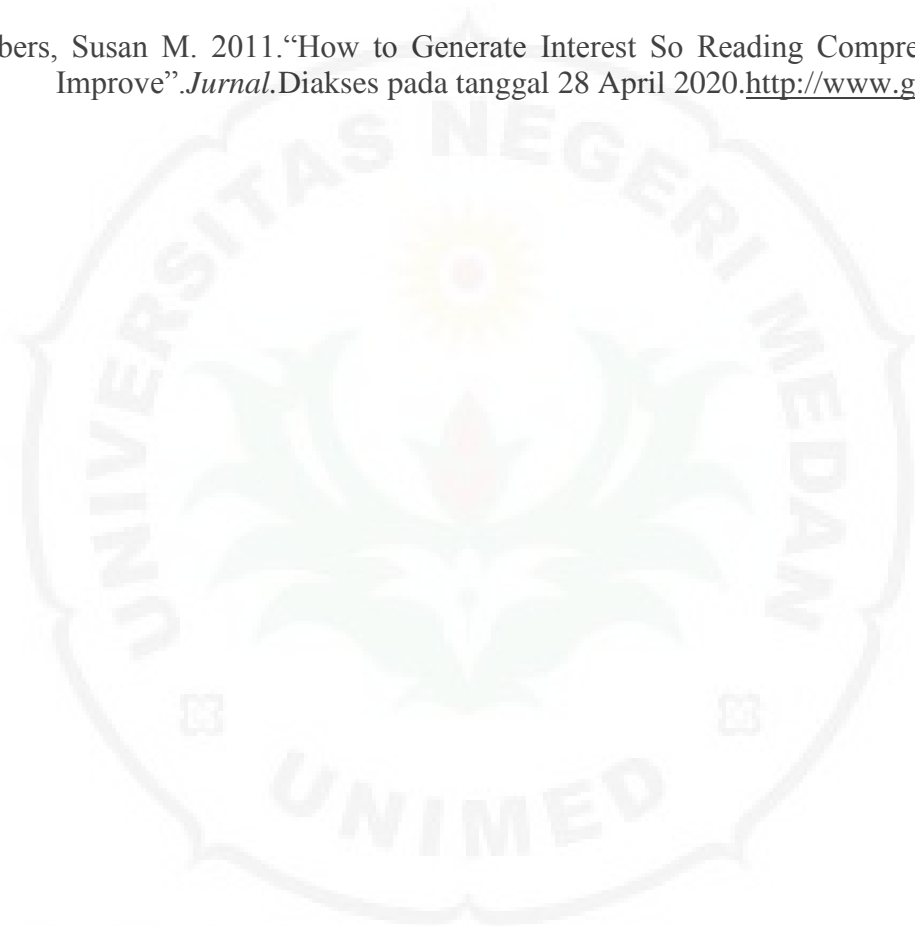 bers, Susan M. 2011.“How to Generate Interest So Reading Compre
Improve”.Jurnal.Diakses pada tanggal 28 April 2020.http://www.g
UNIVERSITAS NEGERI MEDAN
UNIMED